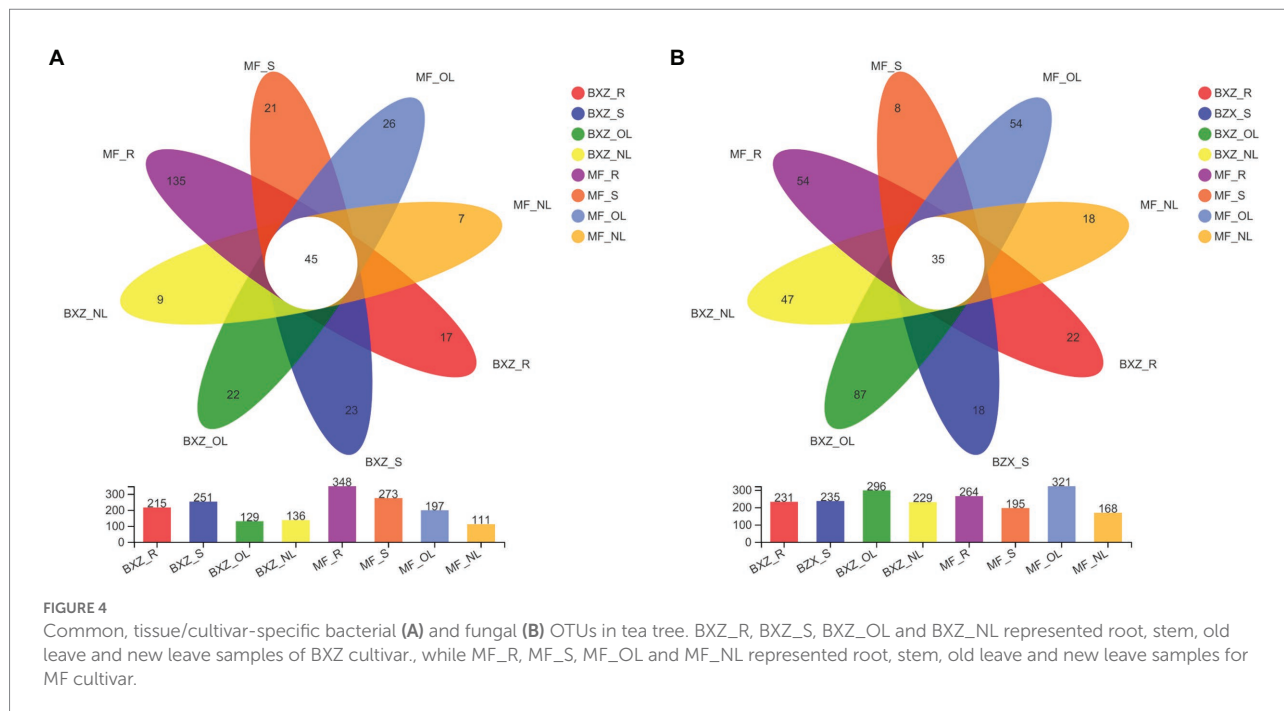 A
MF_S
MF_OL
21
26
MF_R
135
MF_NL
7
45
9
BXZ_NL
17
BXZ_R
22
23
BXZ_OL
BXZ_S
BXZ_R
BXZ_S
BXZ_OL
BXZ_NL
MF_R
MF_S
MF_OL
MF_NL
300
200
100
0
215
251
129
136
348
273
197
111
BXZ_R
BXZ_S
BXZ_OL
BXZ_NL
MF_R
MF_S
MF_OL
MF_NL
B
MF_S
MF_OL
8
54
MF_R
54
MF_NL
18
35
47
BXZ_NL
22
BXZ_R
87
18
BXZ_OL
BZX_S
BXZ_R
BZX_S
BXZ_OL
BXZ_NL
MF_R
MF_S
MF_OL
MF_NL
300
200
100
0
231
235
296
229
264
195
321
168
BXZ_R
BZX_S
BXZ_OL
BXZ_NL
MF_R
MF_S
MF_OL
MF_NL
FIGURE 4
Common, tissue/cultivar-specific bacterial (A) and fungal (B) OTUs in tea tree. BXZ_R, BXZ_S, BXZ_OL and BXZ_NL represented root, stem, old
leave and new leave samples of BXZ cultivar., while MF_R, MF_S, MF_OL and MF_NL represented root, stem, old leave and new leave samples for
MF cultivar.